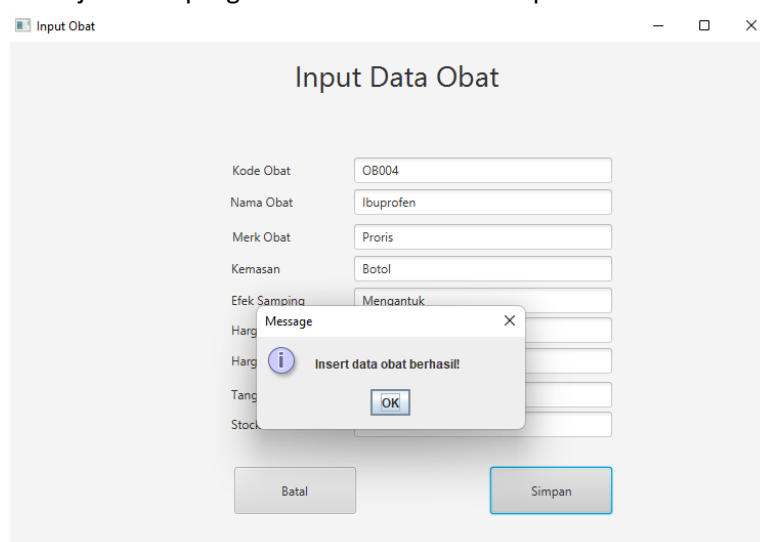 Input Obat
Input Data Obat
Kode Obat OB004
Nama Obat Ibuprofen
Merk Obat Proris
Kemasan Botol
Efek Samping Mengantuk
Message
Insert data obat berhasil!
OK
Batal Simpan